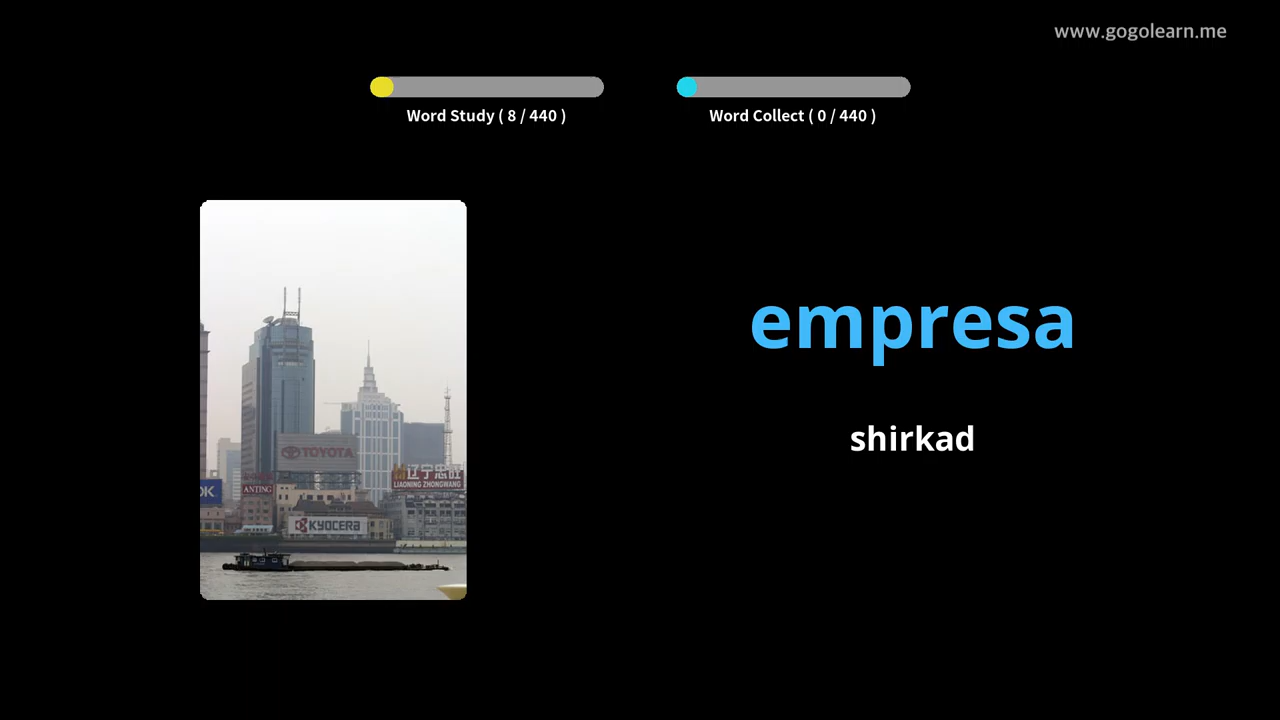 www.gogolearn.me
Word Study ( 8 / 440 )
Word Collect ( 0 / 440 )
empresa
shirkad
TOYOTA
辽宁忠旺
LIAONING ZHONGWANG
OK
ANTING
KYOCERA